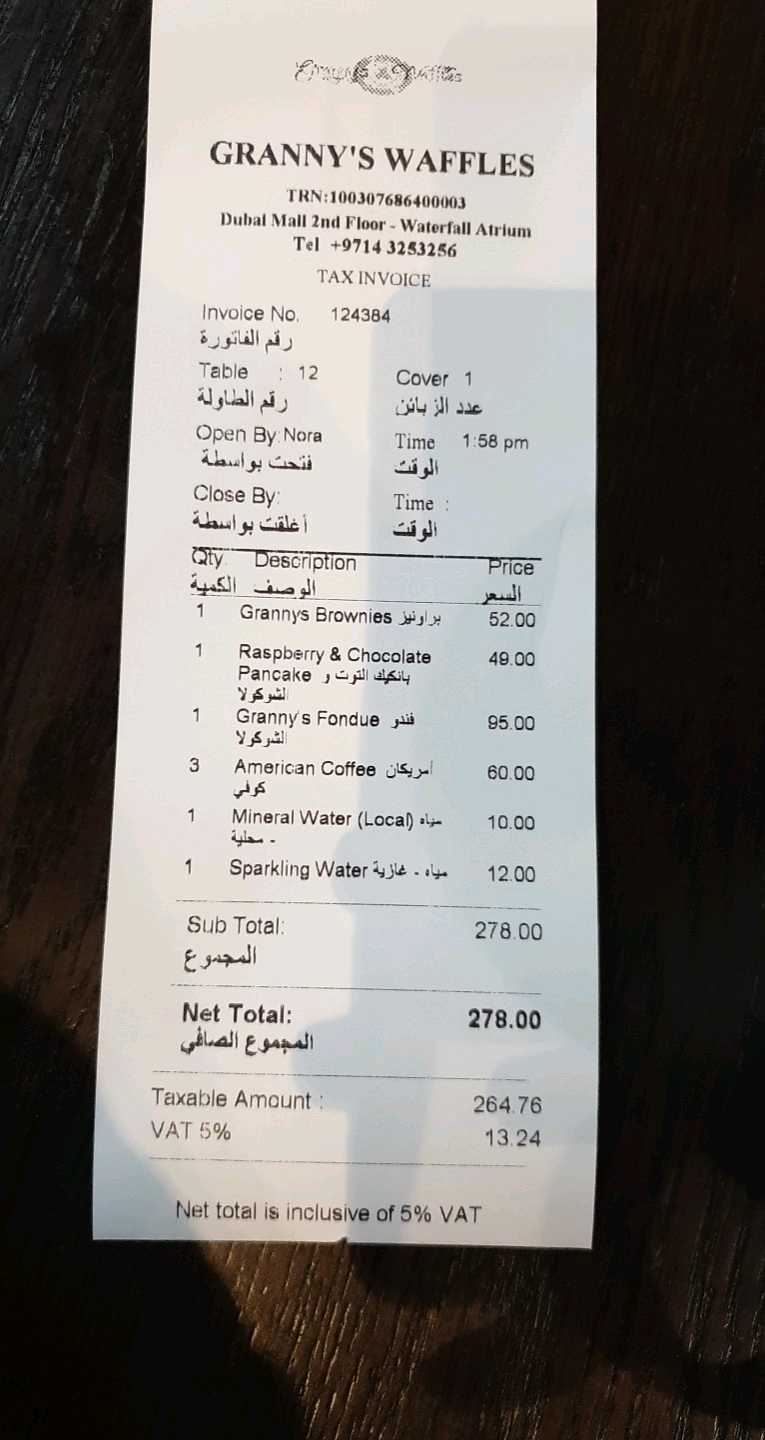 GRANNY'S WAFFLES
TRN:100307686400003
Dubai Mall 2nd Floor - Waterfall Atrium
Tel +9714 3253256
TAX INVOICE
Invoice No. 124384
رقم الفاتورة
Table : 12 Cover 1
رقم الطاولة عدد الزبائن
Open By:Nora Time 1:58 pm
فتحت بواسطة الوقت
Close By: Time :
أغلقت بواسطة الوقت
Qty. Description Price
الكمية الوصف السعر
1 Grannys Brownies براونيز 52.00
1 Raspberry & Chocolate 49.00
Pancake بانكيك التوت و
الشوكولا
1 Granny's Fondue فندو 95.00
الشوكولا
3 American Coffee أمريكان 60.00
كوفي
1 Mineral Water (Local) مياه 10.00
- محلية
1 Sparkling Water مياه - غازية 12.00
Sub Total: 278.00
المجموع
Net Total: 278.00
المجموع الصافي
Taxable Amount : 264.76
VAT 5% 13.24
Net total is inclusive of 5% VAT